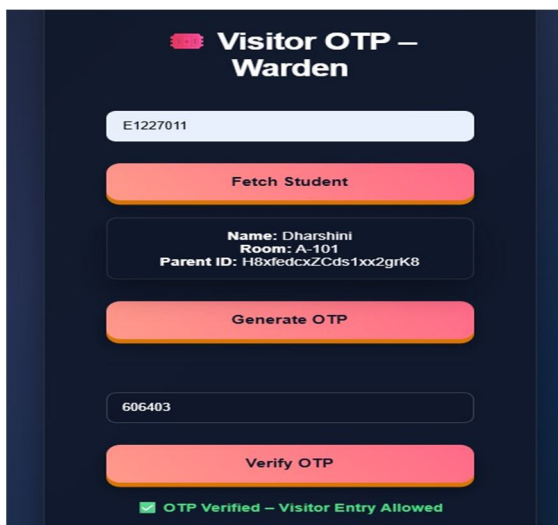 Visitor OTP –
Warden
E1227011
Fetch Student
Name: Dharshini
Room: A-101
Parent ID: H8xfedcxZCds1xx2grK8
Generate OTP
606403
Verify OTP
✅ OTP Verified – Visitor Entry Allowed